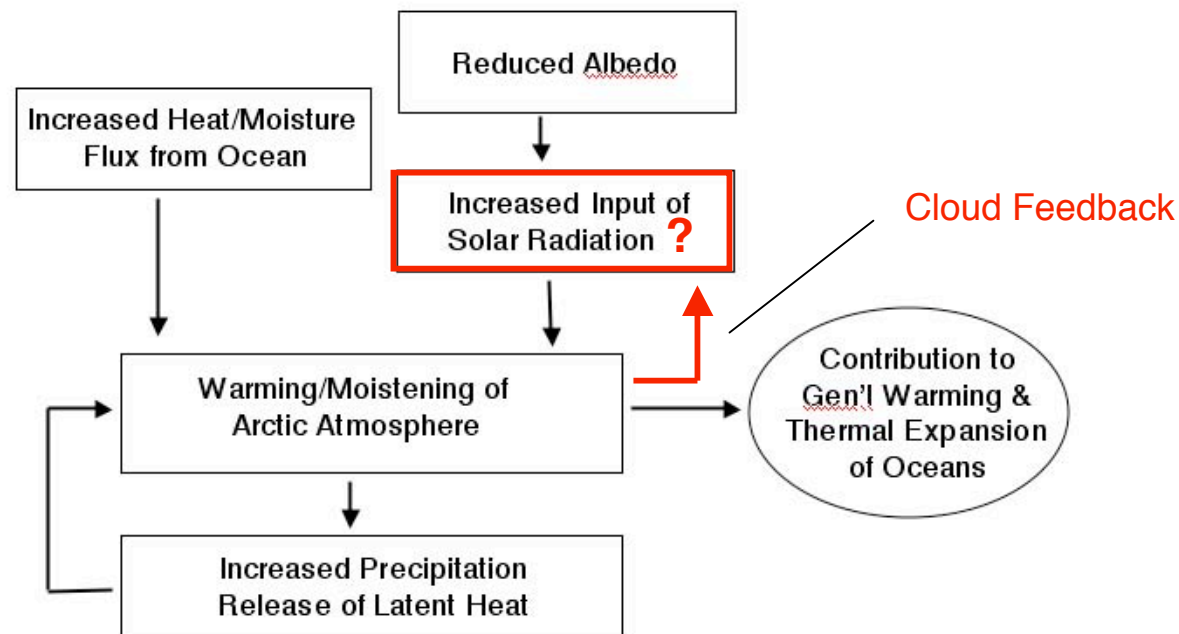 Reduced Albedo
Increased Heat/Moisture
Flux from Ocean
Increased Input of
Solar Radiation ?
Cloud Feedback
Warming/Moistening of
Arctic Atmosphere
Contribution to
Gen'l Warming &
Thermal Expansion
of Oceans
Increased Precipitation
Release of Latent Heat